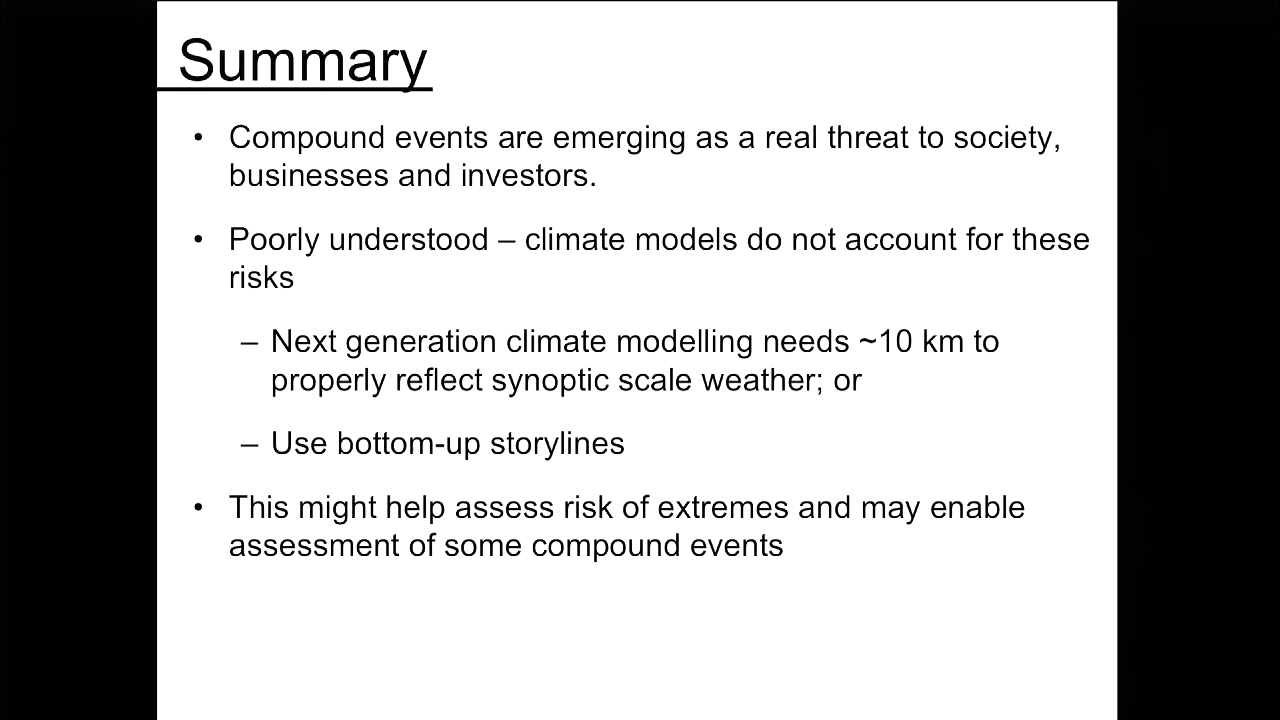 Summary
• Compound events are emerging as a real threat to society,
businesses and investors.
• Poorly understood – climate models do not account for these
risks
– Next generation climate modelling needs ~10 km to
properly reflect synoptic scale weather; or
– Use bottom-up storylines
• This might help assess risk of extremes and may enable
assessment of some compound events